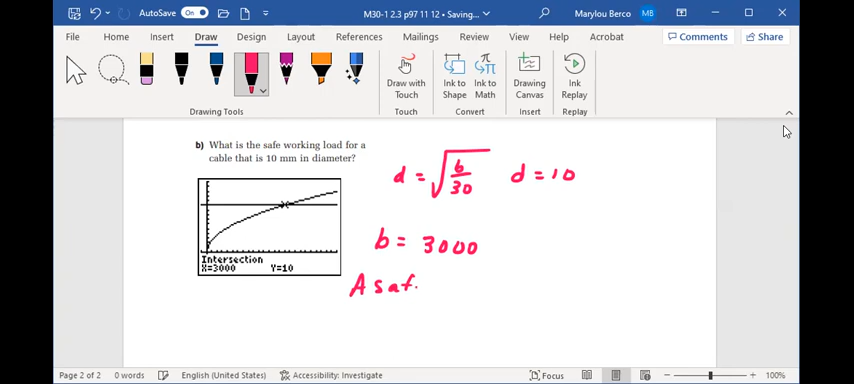 AutoSave On M30-1 2.3 p97 11 12 - Saving... Marylou Berco MB
File Home Insert Draw Design Layout References Mailings Review View Help Acrobat Comments Share
Draw with Touch Ink to Shape Ink to Math Drawing Canvas Ink Replay
Drawing Tools Touch Convert Insert Replay
b) What is the safe working load for a
cable that is 10 mm in diameter?
d = √(b/30) d = 10
b = 3000
Intersection
X=3000 Y=10
A saf.
Page 2 of 2 0 words English (United States) Accessibility: Investigate Focus 100%